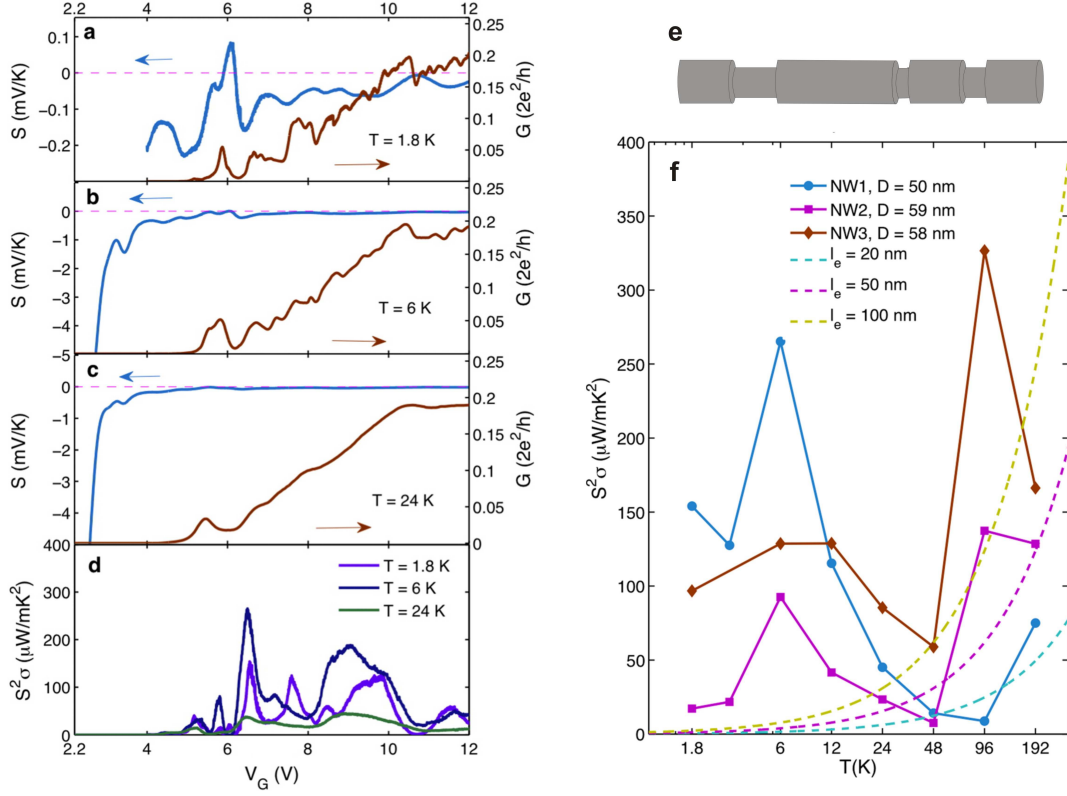 2.2 4 6 8 10 12
a
0.1
0
−0.1
−0.2
S (mV/K)
0.25
0.2
0.15
0.1
0.05
G (2e²/h)
T = 1.8 K
b
0
−1
−2
−3
−4
−5
S (mV/K)
0.25
0.2
0.15
0.1
0.05
0
G (2e²/h)
T = 6 K
c
0
−1
−2
−3
−4
S (mV/K)
0.25
0.2
0.15
0.1
0.05
0
G (2e²/h)
T = 24 K
d
400
300
200
100
0
S²σ (μW/mK²)
T = 1.8 K
T = 6 K
T = 24 K
2.2 4 6 8 10 12
V_G (V)
e
f
400
350
300
250
200
150
100
50
0
S²σ (μW/mK²)
NW1, D = 50 nm
NW2, D = 59 nm
NW3, D = 58 nm
l_e = 20 nm
l_e = 50 nm
l_e = 100 nm
1.8 6 12 24 48 96 192
T(K)